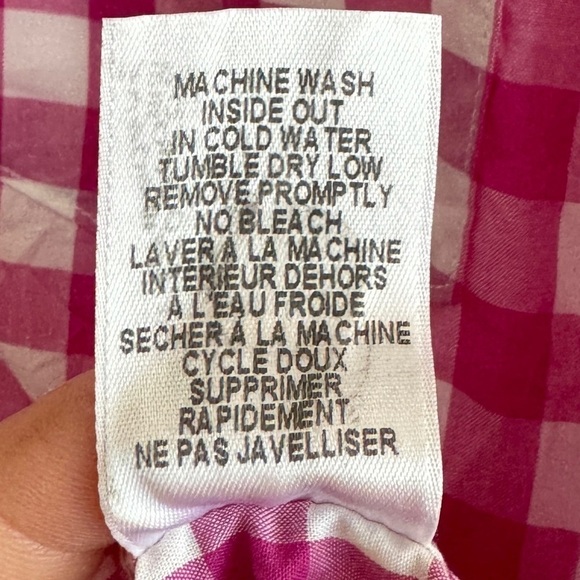 MACHINE WASH
INSIDE OUT
IN COLD WATER
TUMBLE DRY LOW
REMOVE PROMPTLY
NO BLEACH
LAVER A LA MACHINE
INTERIEUR DEHORS
A L'EAU FROIDE
SECHER A LA MACHINE
CYCLE DOUX
SUPPRIMER
RAPIDEMENT
NE PAS JAVELLISER